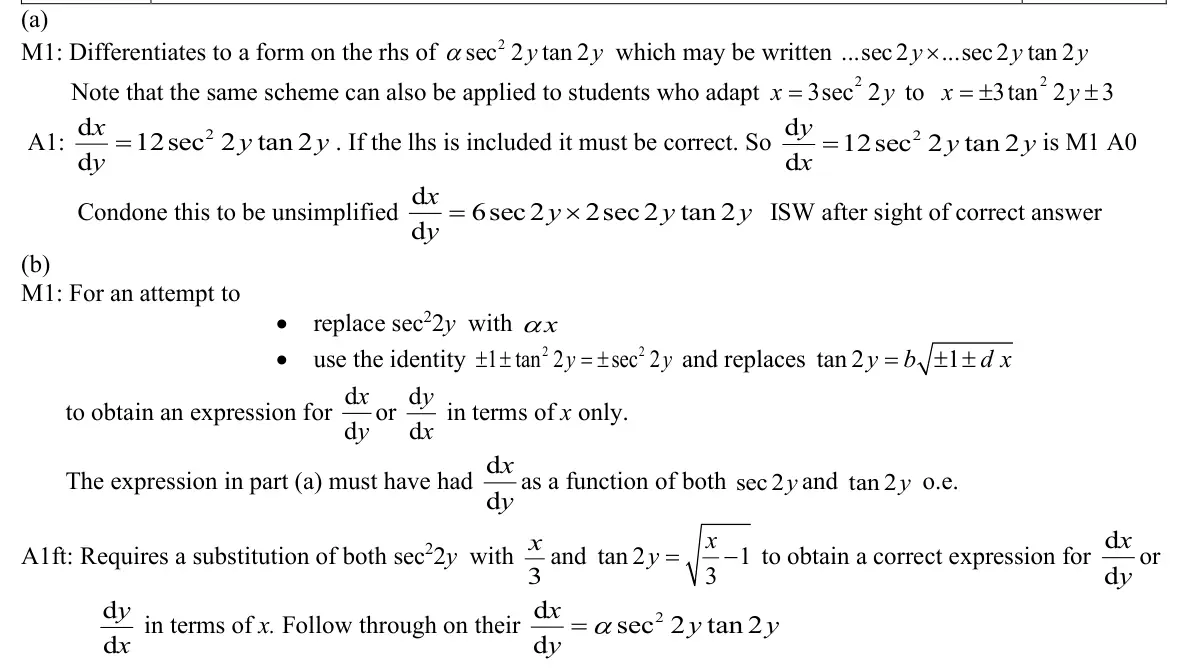 (a)
M1: Differentiates to a form on the rhs of α sec² 2y tan 2y which may be written ...sec 2y×...sec 2y tan 2y
Note that the same scheme can also be applied to students who adapt x = 3sec² 2y to x = ±3tan² 2y ± 3
A1: dx/dy = 12 sec² 2y tan 2y . If the lhs is included it must be correct. So dy/dx = 12 sec² 2y tan 2y is M1 A0
Condone this to be unsimplified dx/dy = 6 sec 2y × 2 sec 2y tan 2y ISW after sight of correct answer
(b)
M1: For an attempt to
• replace sec²2y with αx
• use the identity ±1± tan² 2y = ± sec² 2y and replaces tan 2y = b√(±1± d x)
to obtain an expression for dx/dy or dy/dx in terms of x only.
The expression in part (a) must have had dx/dy as a function of both sec 2y and tan 2y o.e.
A1ft: Requires a substitution of both sec²2y with x/3 and tan 2y = √(x/3 −1) to obtain a correct expression for dx/dy or
dy/dx in terms of x. Follow through on their dx/dy = α sec² 2y tan 2y